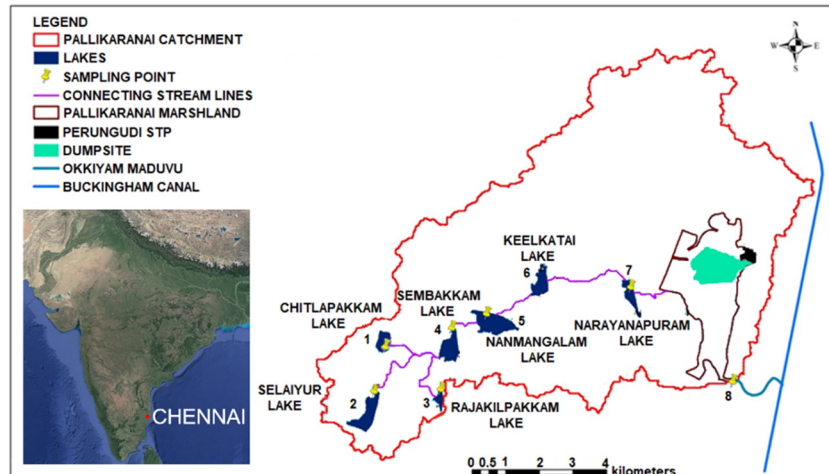 LEGEND
PALLIKARANAI CATCHMENT
LAKES
SAMPLING POINT
CONNECTING STREAM LINES
PALLIKARANAI MARSHLAND
PERUNGUDI STP
DUMPSITE
OKKIYAM MADUVU
BUCKINGHAM CANAL
N
W
E
S
KEELKATAI
LAKE
6
7
CHITLAPAKKAM
LAKE
1
SEMBAKKAM
LAKE
4
5
NANMANGALAM
LAKE
NARAYANAPURAM
LAKE
SELAIYUR
LAKE
2
3
RAJAKILPAKKAM
LAKE
8
CHENNAI
0 0.5 1 2 3 4
kilometers